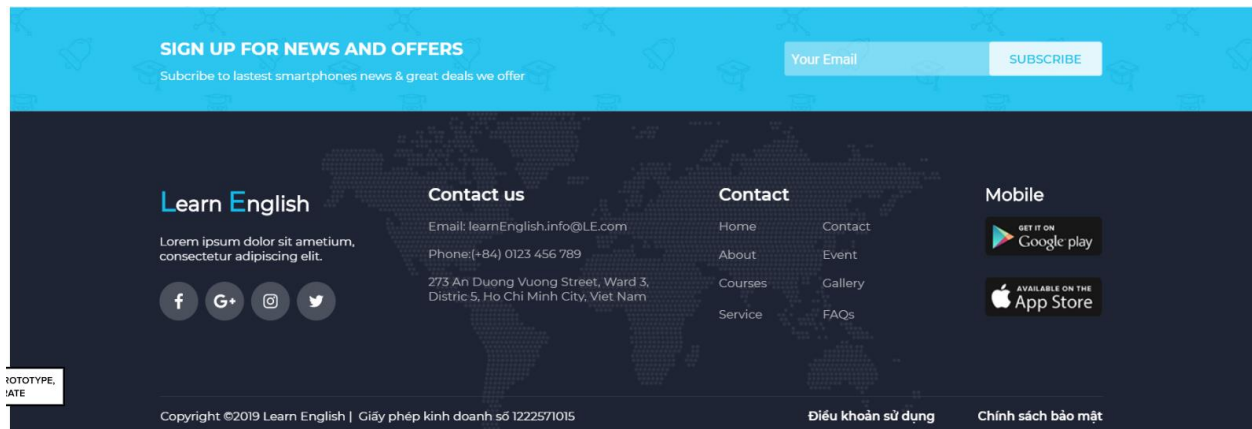 SIGN UP FOR NEWS AND OFFERS
Subcribe to lastest smartphones news & great deals we offer
Your Email
SUBSCRIBE
Learn English
Lorem ipsum dolor sit ametium,
consectetur adipiscing elit.
f G+
Contact us
Email: learnEnglish.info@LE.com
Phone:(+84) 0123 456 789
273 An Duong Vuong Street, Ward 3,
Distric 5, Ho Chi Minh City, Viet Nam
Contact
Home
About
Courses
Service
Contact
Event
Gallery
FAQs
Mobile
GET IT ON
Google play
AVAILABLE ON THE
App Store
Copyright ©2019 Learn English | Giấy phép kinh doanh số 1222571015
Điều khoản sử dụng
Chính sách bảo mật